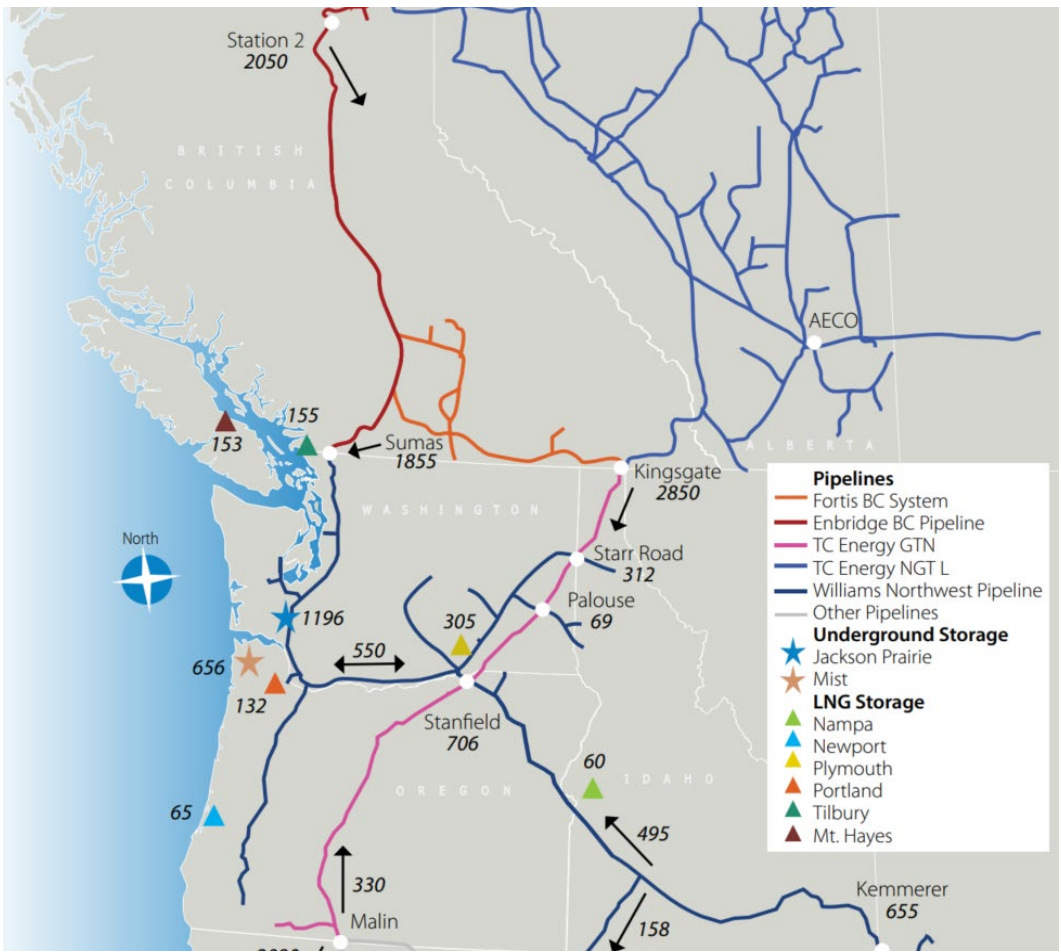 Station 2
2050
BRITISH
COLUMBIA
AECO
155
153
Sumas
1855
ALBERTA
Kingsgate
2850
WASHINGTON
North
Starr Road
312
Palouse
69
1196
305
550
656
132
Stanfield
706
60
IDAHO
OREGON
65
495
330
Kemmerer
655
Malin
158
Pipelines
Fortis BC System
Enbridge BC Pipeline
TC Energy GTN
TC Energy NGT L
Williams Northwest Pipeline
Other Pipelines
Underground Storage
Jackson Prairie
Mist
LNG Storage
Nampa
Newport
Plymouth
Portland
Tilbury
Mt. Hayes